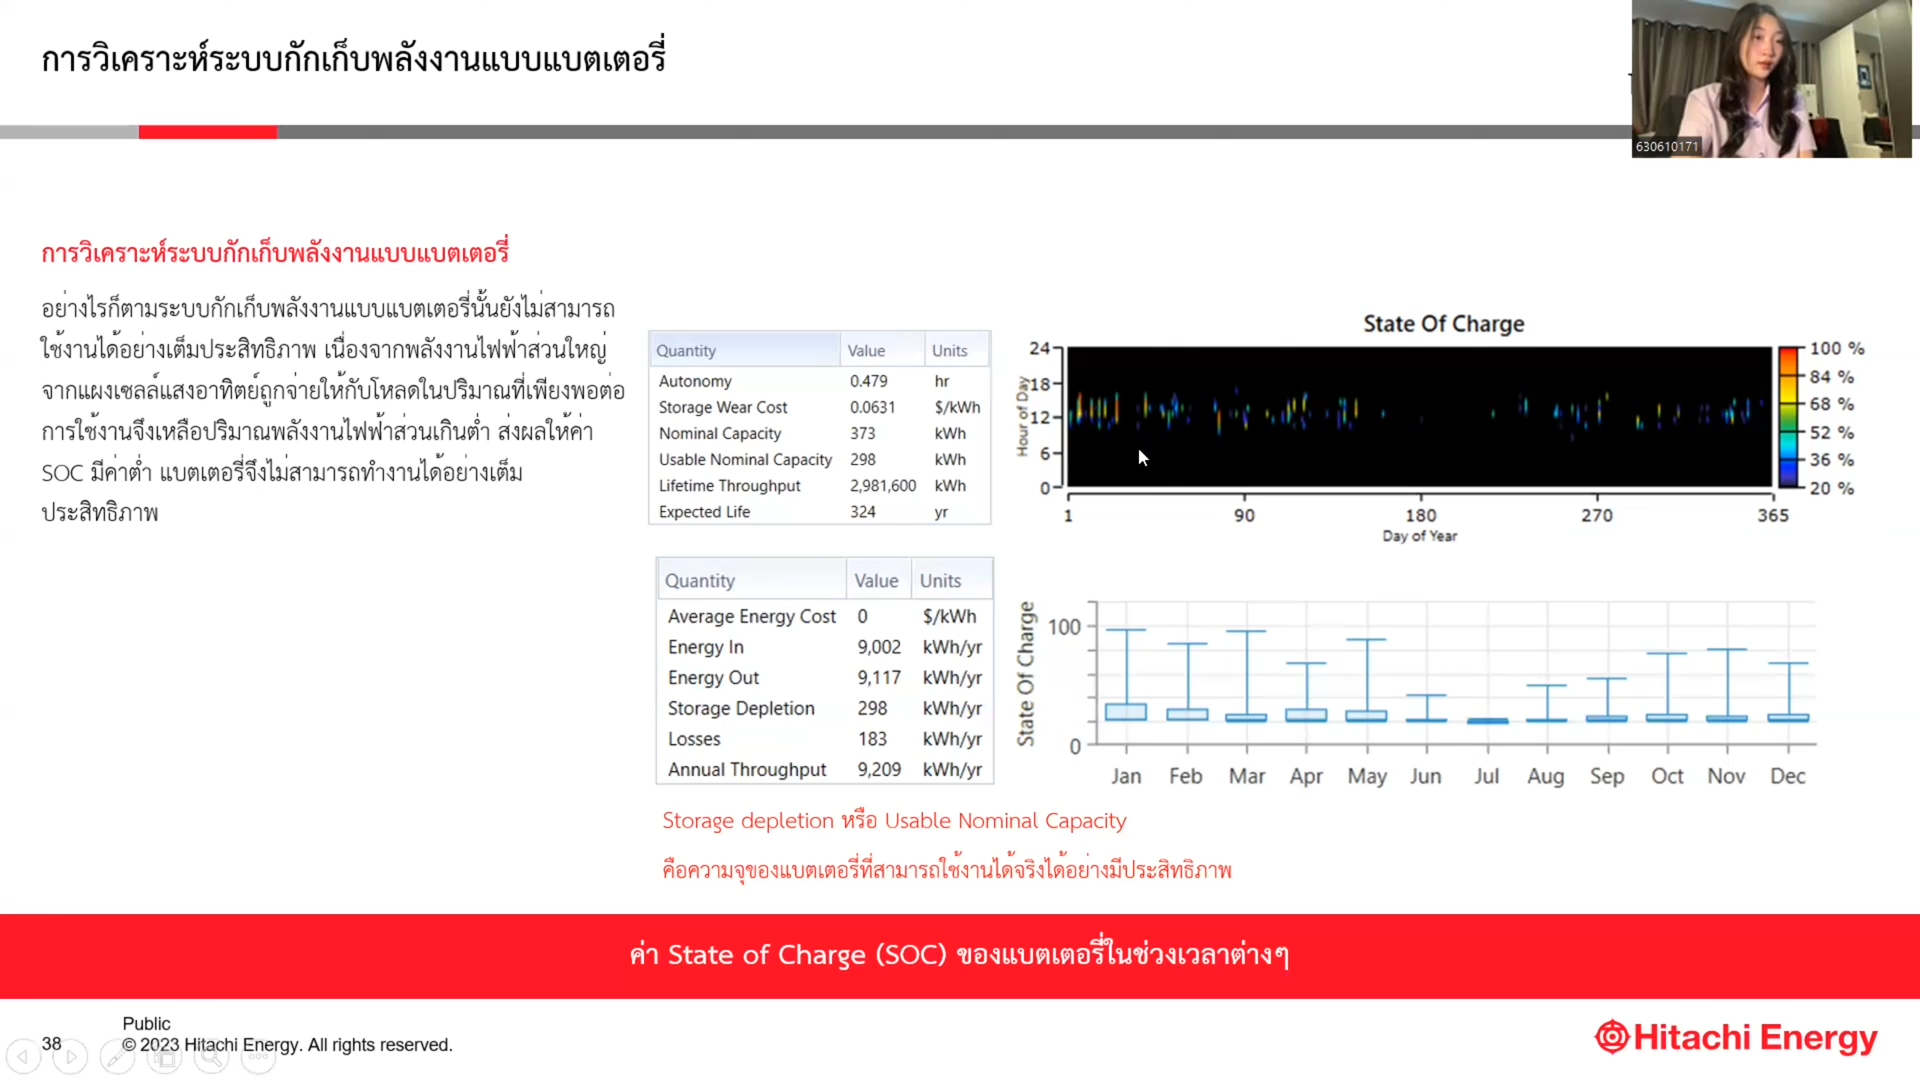 การวิเคราะห์ระบบกักเก็บพลังงานแบบแบตเตอรี่
630610171
การวิเคราะห์ระบบกักเก็บพลังงานแบบแบตเตอรี่
อย่างไรก็ตามระบบกักเก็บพลังงานแบบแบตเตอรี่นั้นยังไม่สามารถ
ใช้งานได้อย่างเต็มประสิทธิภาพ เนื่องจากพลังงานไฟฟ้าส่วนใหญ่
จากแผงเซลล์แสงอาทิตย์ถูกจ่ายให้กับโหลดในปริมาณที่เพียงพอต่อ
การใช้งานจึงเหลือปริมาณพลังงานไฟฟ้าส่วนเกินต่ำ ส่งผลให้ค่า
SOC มีค่าต่ำ แบตเตอรี่จึงไม่สามารถทำงานได้อย่างเต็ม
ประสิทธิภาพ
Quantity Value Units
Autonomy 0.479 hr
Storage Wear Cost 0.0631 $/kWh
Nominal Capacity 373 kWh
Usable Nominal Capacity 298 kWh
Lifetime Throughput 2,981,600 kWh
Expected Life 324 yr
State Of Charge
Hour of Day
24
18
12
6
0
1 90 180 270 365
Day of Year
100 %
84 %
68 %
52 %
36 %
20 %
Quantity Value Units
Average Energy Cost 0 $/kWh
Energy In 9,002 kWh/yr
Energy Out 9,117 kWh/yr
Storage Depletion 298 kWh/yr
Losses 183 kWh/yr
Annual Throughput 9,209 kWh/yr
State Of Charge
100
0
Jan Feb Mar Apr May Jun Jul Aug Sep Oct Nov Dec
Storage depletion หรือ Usable Nominal Capacity
คือความจุของแบตเตอรี่ที่สามารถใช้งานได้จริงได้อย่างมีประสิทธิภาพ
ค่า State of Charge (SOC) ของแบตเตอรี่ในช่วงเวลาต่างๆ
38
Public
© 2023 Hitachi Energy. All rights reserved.
Hitachi Energy